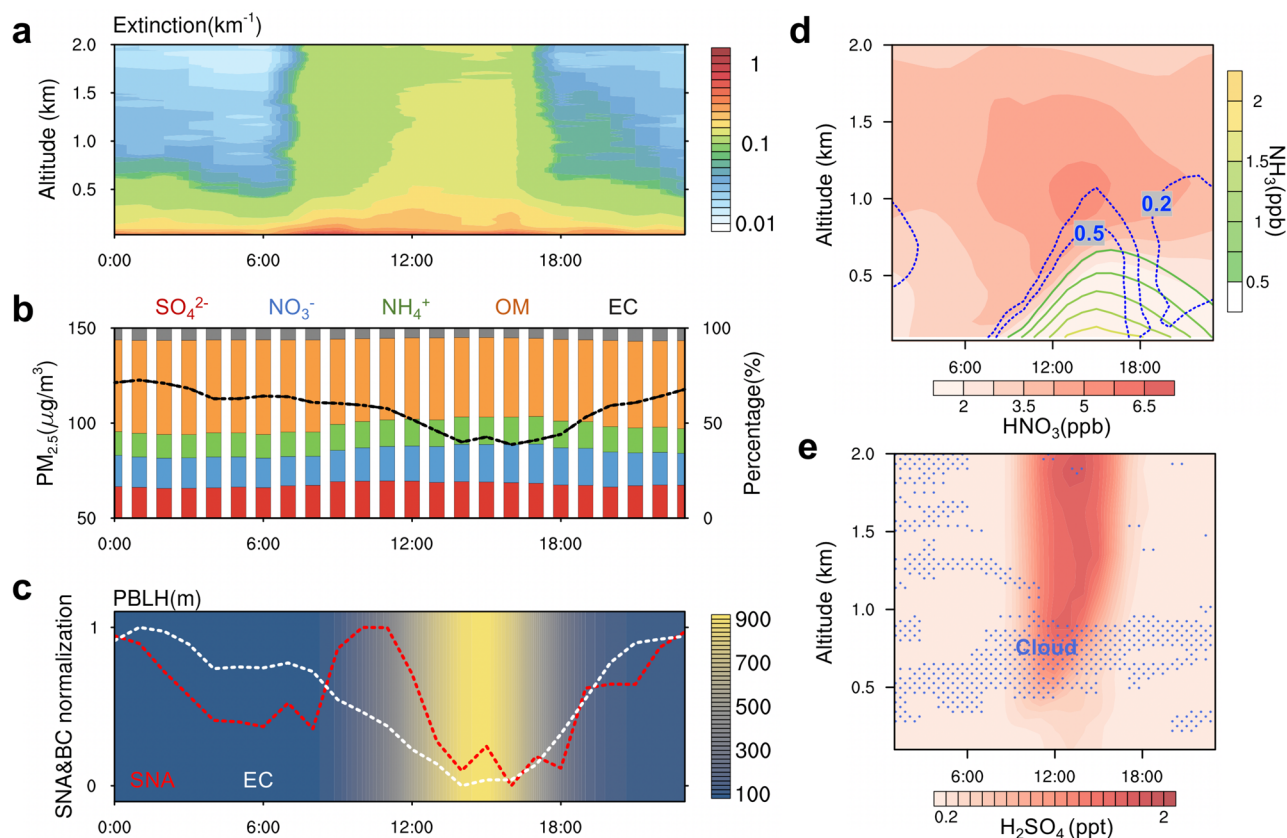 a
Extinction(km⁻¹)
2.0
1.5
1.0
0.5
Altitude (km)
0:00 6:00 12:00 18:00
1
0.1
0.01
b
SO₄²⁻ NO₃⁻ NH₄⁺ OM EC
150
100
50
PM₂.₅(μg/m³)
100
50
0
Percentage(%)
0:00 6:00 12:00 18:00
c
PBLH(m)
1
0
SNA&BC normalization
SNA EC
0:00 6:00 12:00 18:00
900
700
500
300
100
d
2.0
1.5
1.0
0.5
Altitude (km)
0.2
0.5
6:00 12:00 18:00
2
1.5
1
0.5
NH₃(ppb)
2 3.5 5 6.5
HNO₃(ppb)
e
2.0
1.5
1.0
0.5
Altitude (km)
Cloud
6:00 12:00 18:00
0.2 2
H₂SO₄ (ppt)